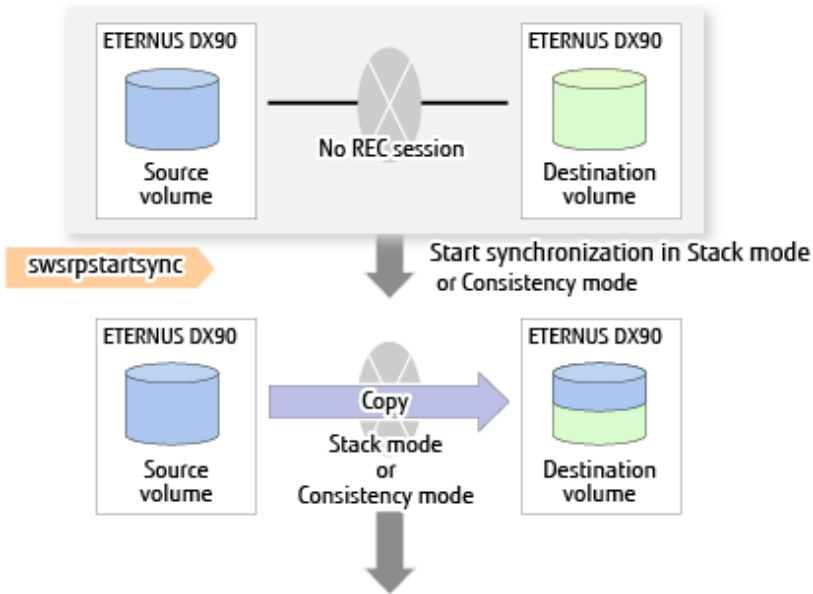 ETERNUS DX90
ETERNUS DX90
No REC session
Source
volume
Destination
volume
swsrpstartsync
Start synchronization in Stack mode
or Consistency mode
ETERNUS DX90
ETERNUS DX90
Copy
Stack mode
or
Consistency mode
Source
volume
Destination
volume